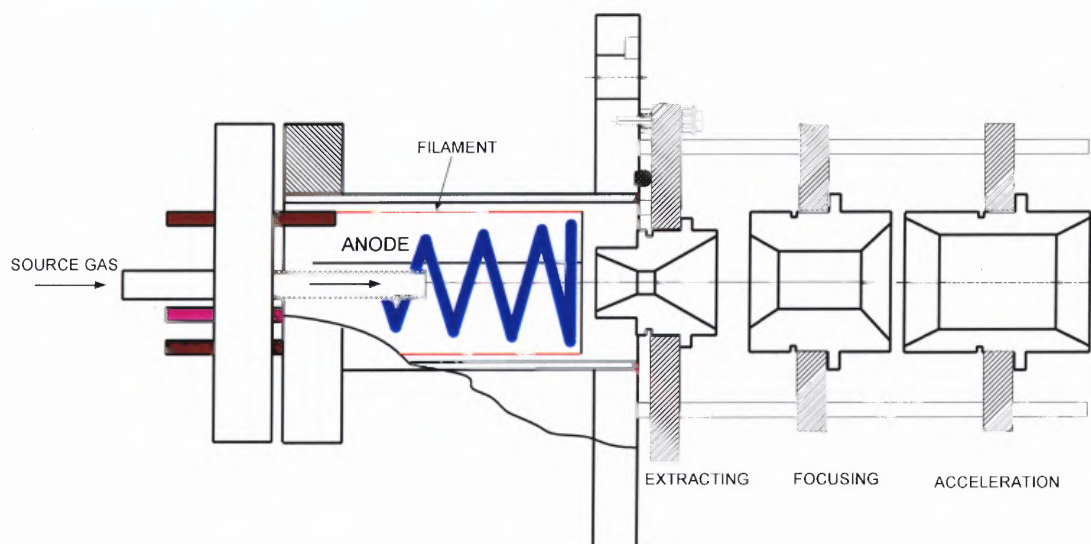 FILAMENT
ANODE
SOURCE GAS
EXTRACTING
FOCUSING
ACCELERATION